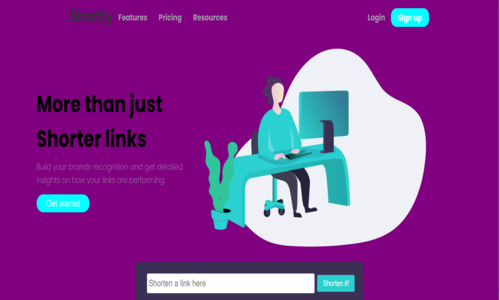 Shortly Features Pricing Resources Login Sign up
More than just
Shorter links
Build your brands recognition and get detailed
insights on how your links are performing.
Get started
Shorten a link here Shorten it!